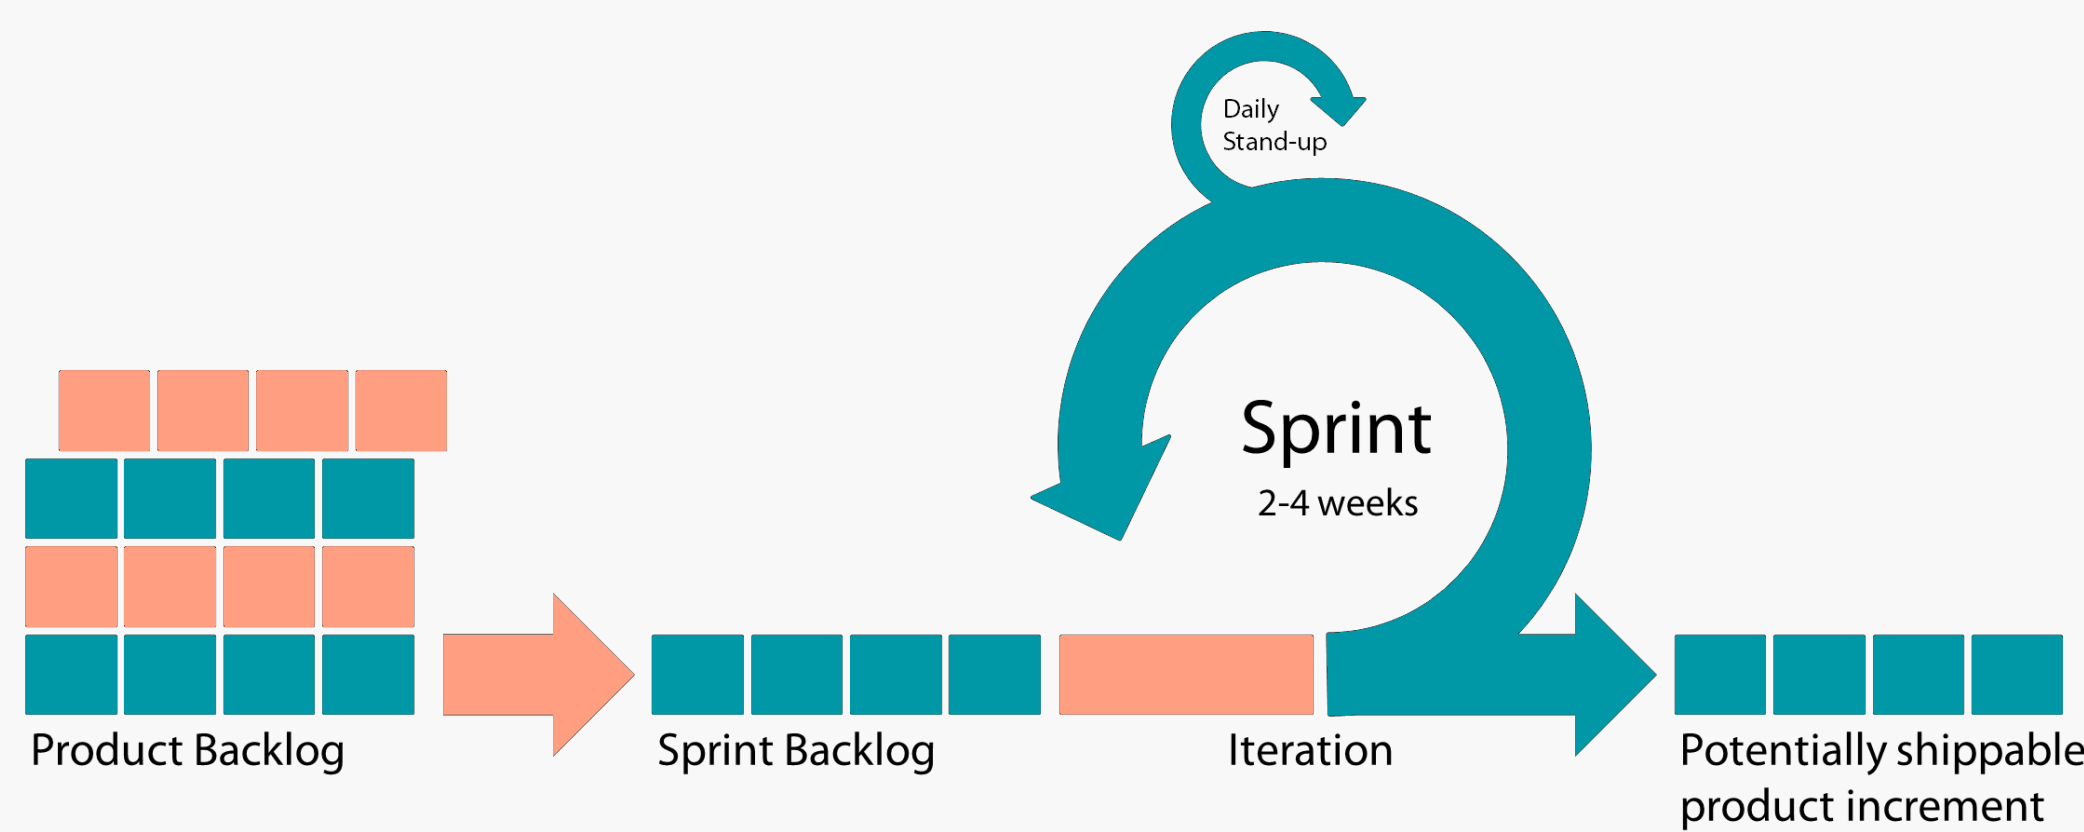 Daily
Stand-up
Sprint
2-4 weeks
Product Backlog
Sprint Backlog
Iteration
Potentially shippable
product increment